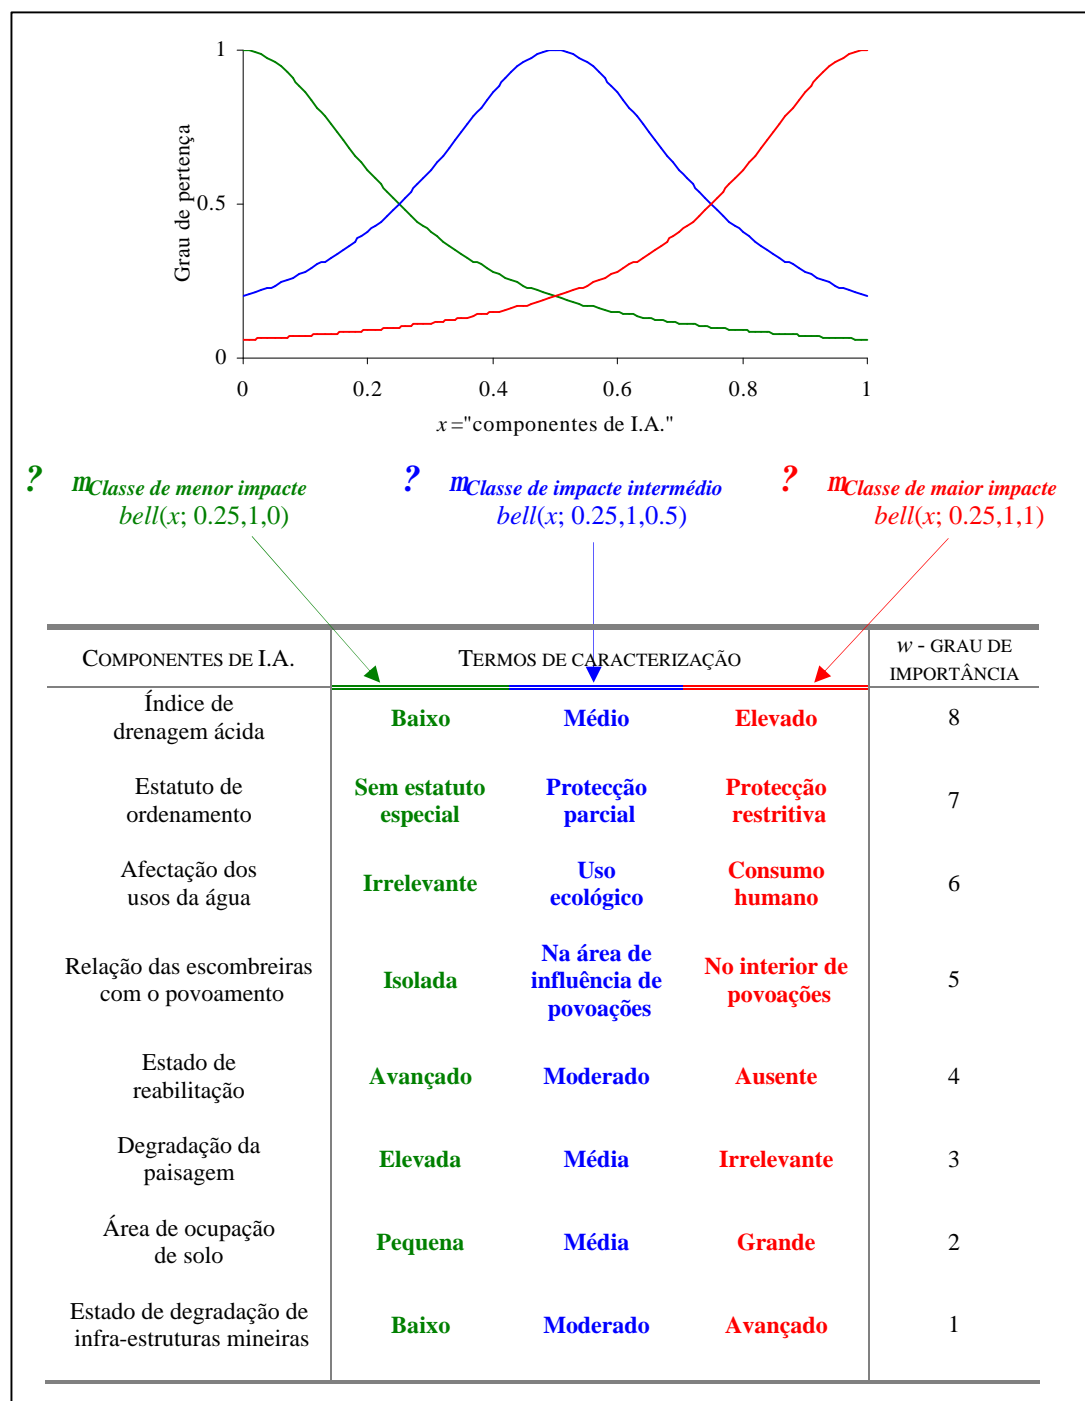 1
0.5
0
Grau de pertença
0 0.2 0.4 0.6 0.8 1
x ="componentes de I.A."
? mClasse de menor impacte
bell(x; 0.25,1,0)
? mClasse de impacte intermédio
bell(x; 0.25,1,0.5)
? mClasse de maior impacte
bell(x; 0.25,1,1)
COMPONENTES DE I.A.
TERMOS DE CARACTERIZAÇÃO
w - GRAU DE
IMPORTÂNCIA
Índice de
drenagem ácida
Baixo
Médio
Elevado
8
Estatuto de
ordenamento
Sem estatuto
especial
Protecção
parcial
Protecção
restritiva
7
Afectação dos
usos da água
Irrelevante
Uso
ecológico
Consumo
humano
6
Relação das escombreiras
com o povoamento
Isolada
Na área de
influência de
povoações
No interior de
povoações
5
Estado de
reabilitação
Avançado
Moderado
Ausente
4
Degradação da
paisagem
Elevada
Média
Irrelevante
3
Área de ocupação
de solo
Pequena
Média
Grande
2
Estado de degradação de
infra-estruturas mineiras
Baixo
Moderado
Avançado
1